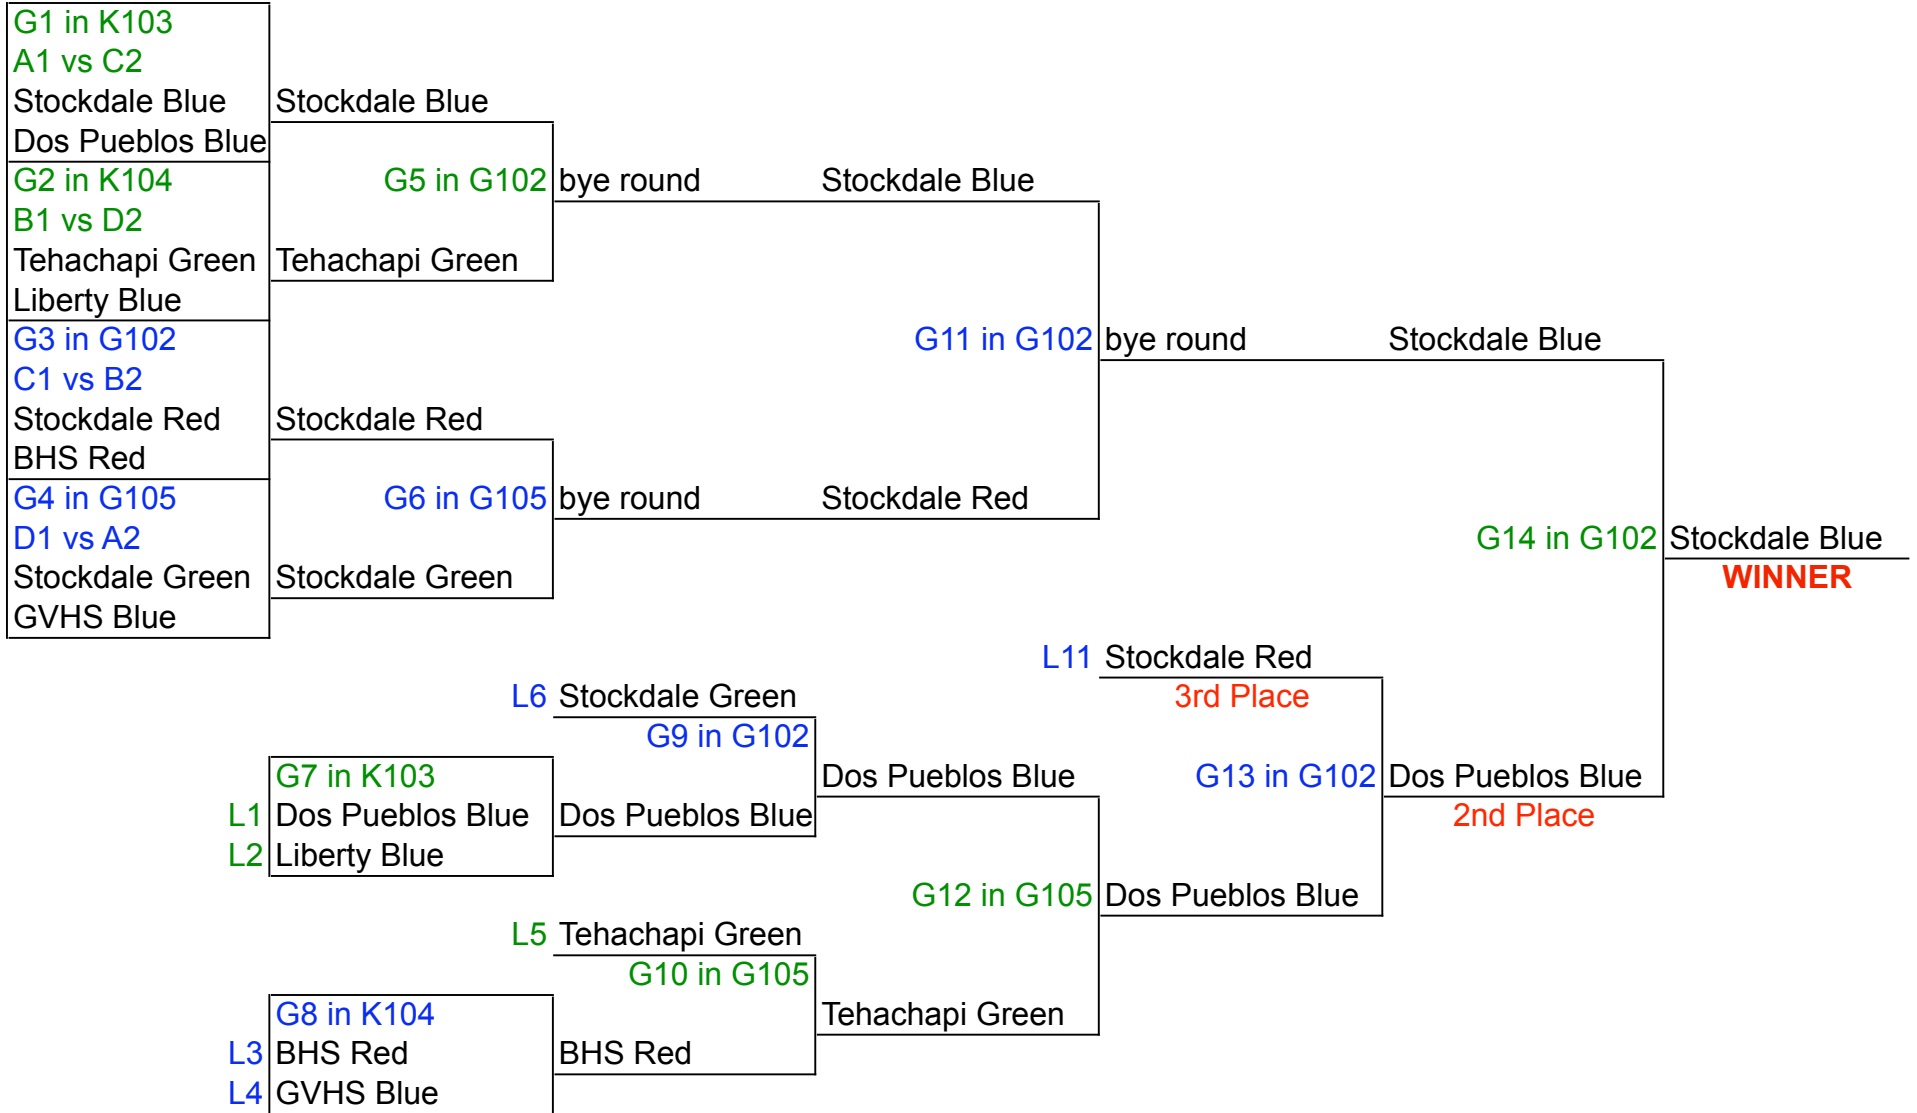 G1 in K103
A1 vs C2
Stockdale Blue Stockdale Blue
Dos Pueblos Blue
G2 in K104 G5 in G102 bye round Stockdale Blue
B1 vs D2
Tehachapi Green Tehachapi Green
Liberty Blue
G3 in G102 G11 in G102 bye round Stockdale Blue
C1 vs B2
Stockdale Red Stockdale Red
BHS Red
G4 in G105 G6 in G105 bye round Stockdale Red
D1 vs A2 G14 in G102 Stockdale Blue
Stockdale Green Stockdale Green WINNER
GVHS Blue
L11 Stockdale Red
L6 Stockdale Green 3rd Place
G9 in G102
G7 in K103 Dos Pueblos Blue G13 in G102 Dos Pueblos Blue
L1 Dos Pueblos Blue Dos Pueblos Blue 2nd Place
L2 Liberty Blue
G12 in G105 Dos Pueblos Blue
L5 Tehachapi Green
G10 in G105
G8 in K104 Tehachapi Green
L3 BHS Red BHS Red
L4 GVHS Blue